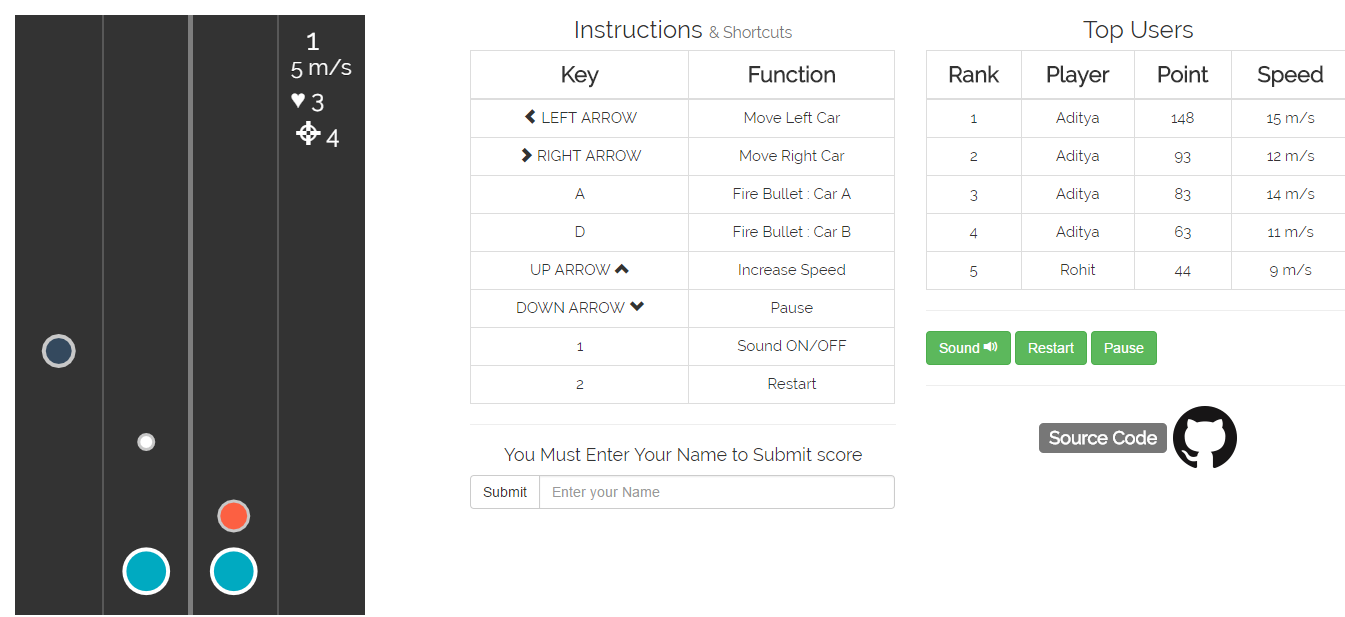 1
5 m/s
3
4
Instructions & Shortcuts
Key Function
LEFT ARROW Move Left Car
RIGHT ARROW Move Right Car
A Fire Bullet : Car A
D Fire Bullet : Car B
UP ARROW Increase Speed
DOWN ARROW Pause
1 Sound ON/OFF
2 Restart
You Must Enter Your Name to Submit score
Submit Enter your Name
Top Users
Rank Player Point Speed
1 Aditya 148 15 m/s
2 Aditya 93 12 m/s
3 Aditya 83 14 m/s
4 Aditya 63 11 m/s
5 Rohit 44 9 m/s
Sound Restart Pause
Source Code